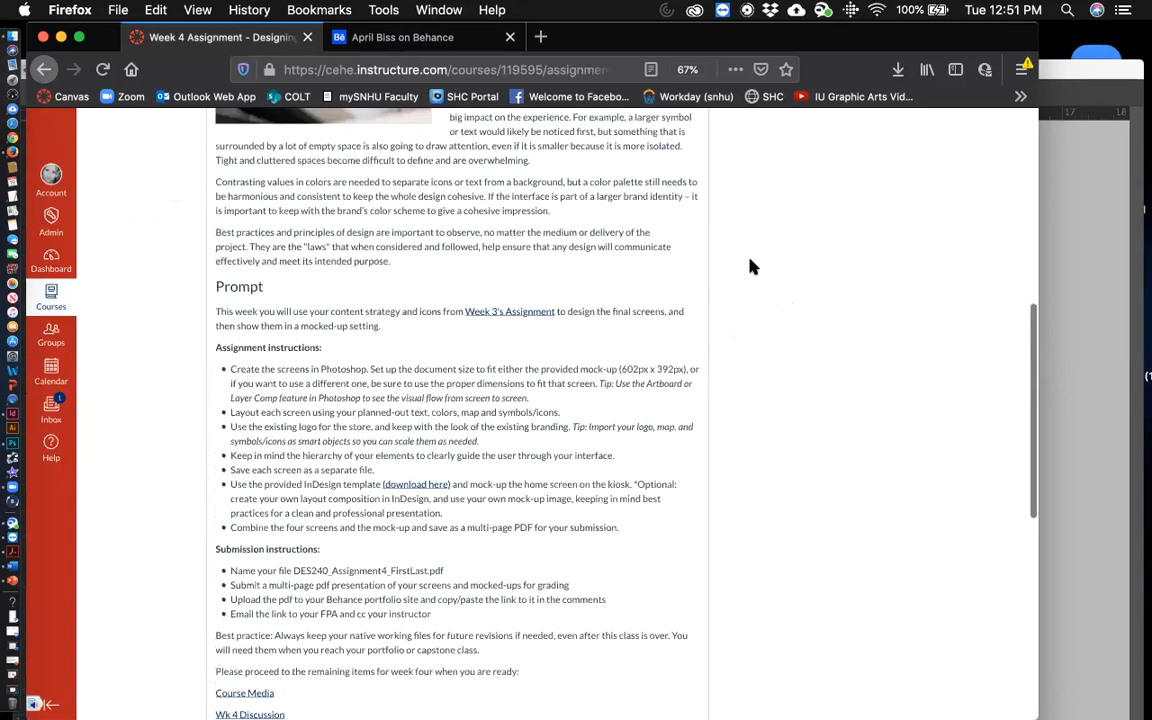 Firefox File Edit View History Bookmarks Tools Window Help 100% Tue 12:51 PM
Week 4 Assignment - Designing
April Biss on Behance
https://cehe.instructure.com/courses/119595/assignme
67%
Canvas Zoom Outlook Web App COLT mySNHU Faculty SHC Portal Welcome to Facebo... Workday (snhu) SHC IU Graphic Arts Vid...
17 18
Account
Admin
Dashboard
Courses
Groups
Calendar
1
Inbox
Help
big impact on the experience. For example, a larger symbol
or text would likely be noticed first, but something that is
surrounded by a lot of empty space is also going to draw attention, even if it is smaller because it is more isolated.
Tight and cluttered spaces become difficult to define and are overwhelming.
Contrasting values in colors are needed to separate icons or text from a background, but a color palette still needs to
be harmonious and consistent to keep the whole design cohesive. If the interface is part of a larger brand identity – it
is important to keep with the brand's color scheme to give a cohesive impression.
Best practices and principles of design are important to observe, no matter the medium or delivery of the
project. They are the "laws" that when considered and followed, help ensure that any design will communicate
effectively and meet its intended purpose.
Prompt
This week you will use your content strategy and icons from Week 3's Assignment to design the final screens, and
then show them in a mocked-up setting.
Assignment instructions:
Create the screens in Photoshop. Set up the document size to fit either the provided mock-up (602px x 392px), or
if you want to use a different one, be sure to use the proper dimensions to fit that screen. Tip: Use the Artboard or
Layer Comp feature in Photoshop to see the visual flow from screen to screen.
Layout each screen using your planned-out text, colors, map and symbols/icons.
Use the existing logo for the store, and keep with the look of the existing branding. Tip: Import your logo, map, and
symbols/icons as smart objects so you can scale them as needed.
Keep in mind the hierarchy of your elements to clearly guide the user through your interface.
Save each screen as a separate file.
Use the provided InDesign template (download here) and mock-up the home screen on the kiosk. *Optional:
create your own layout composition in InDesign, and use your own mock-up image, keeping in mind best
practices for a clean and professional presentation.
Combine the four screens and the mock-up and save as a multi-page PDF for your submission.
Submission instructions:
Name your file DES240_Assignment4_FirstLast.pdf
Submit a multi-page pdf presentation of your screens and mocked-ups for grading
Upload the pdf to your Behance portfolio site and copy/paste the link to it in the comments
Email the link to your FPA and cc your instructor
Best practice: Always keep your native working files for future revisions if needed, even after this class is over. You
will need them when you reach your portfolio or capstone class.
Please proceed to the remaining items for week four when you are ready:
Course Media
Wk 4 Discussion